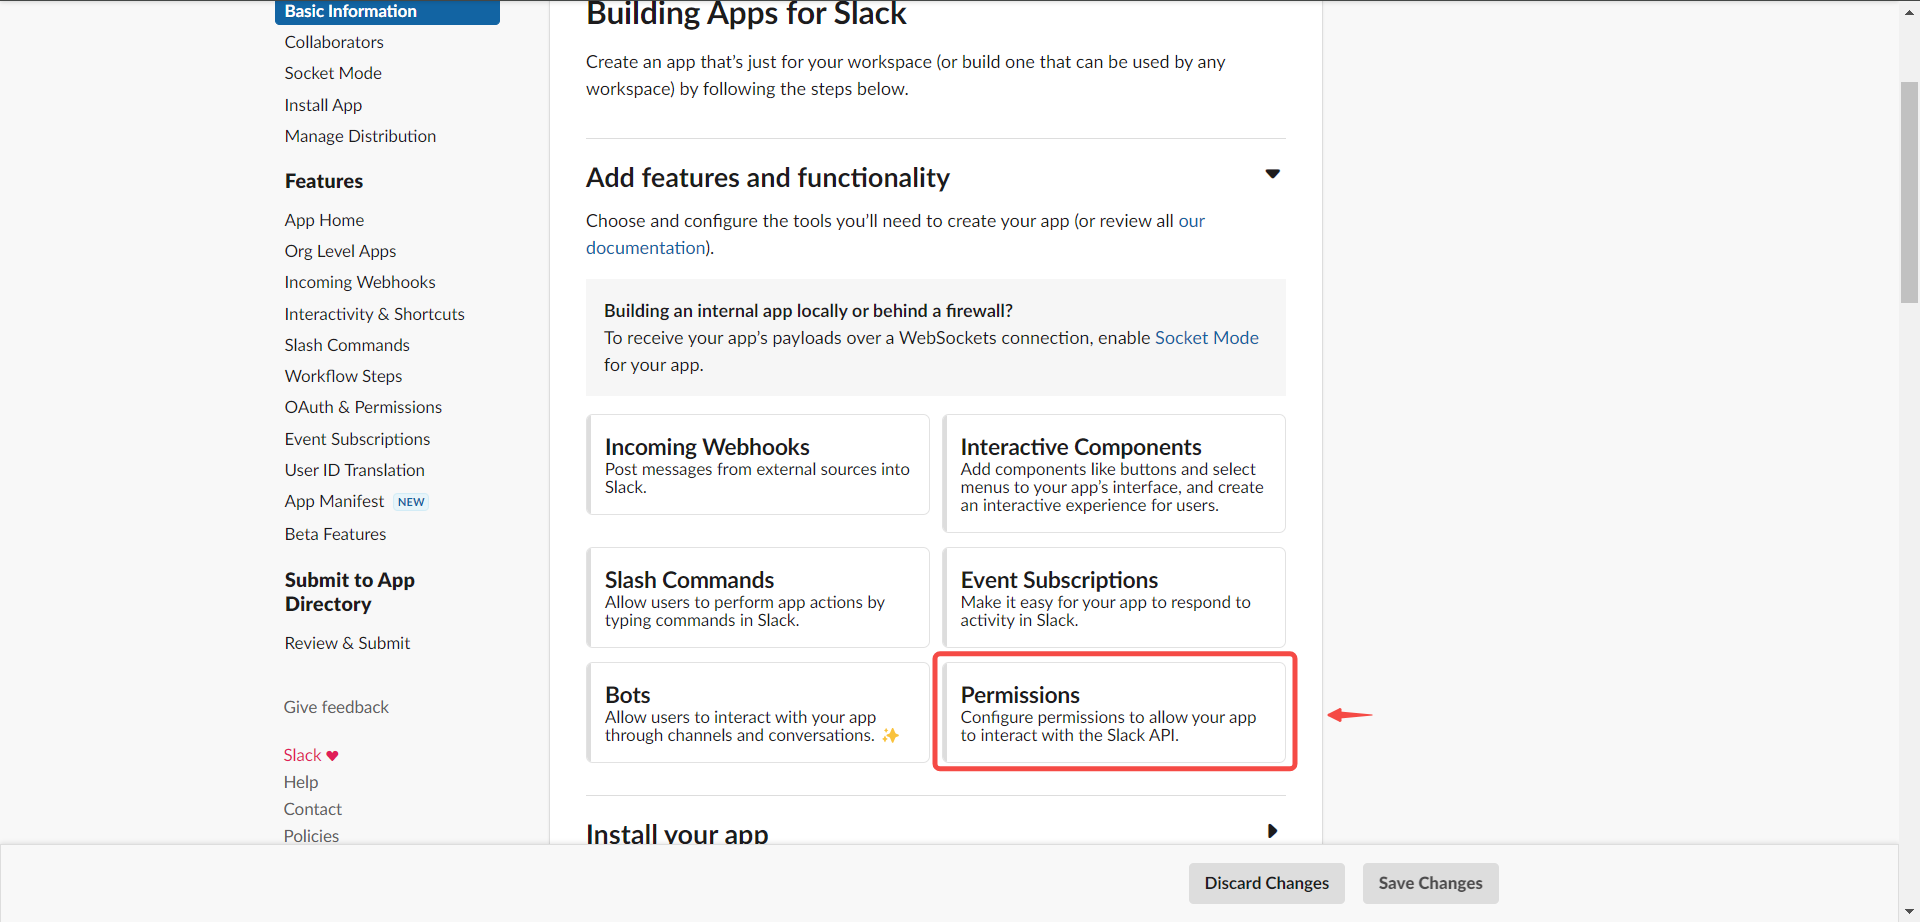 Basic Information
Collaborators
Socket Mode
Install App
Manage Distribution
Features
App Home
Org Level Apps
Incoming Webhooks
Interactivity & Shortcuts
Slash Commands
Workflow Steps
OAuth & Permissions
Event Subscriptions
User ID Translation
App Manifest NEW
Beta Features
Submit to App
Directory
Review & Submit
Give feedback
Slack ♥
Help
Contact
Policies
Building Apps for Slack
Create an app that’s just for your workspace (or build one that can be used by any
workspace) by following the steps below.
Add features and functionality
Choose and configure the tools you’ll need to create your app (or review all our
documentation).
Building an internal app locally or behind a firewall?
To receive your app’s payloads over a WebSockets connection, enable Socket Mode
for your app.
Incoming Webhooks
Post messages from external sources into
Slack.
Interactive Components
Add components like buttons and select
menus to your app’s interface, and create
an interactive experience for users.
Slash Commands
Allow users to perform app actions by
typing commands in Slack.
Event Subscriptions
Make it easy for your app to respond to
activity in Slack.
Bots
Allow users to interact with your app
through channels and conversations. ✨
Permissions
Configure permissions to allow your app
to interact with the Slack API.
Install your app
Discard Changes
Save Changes